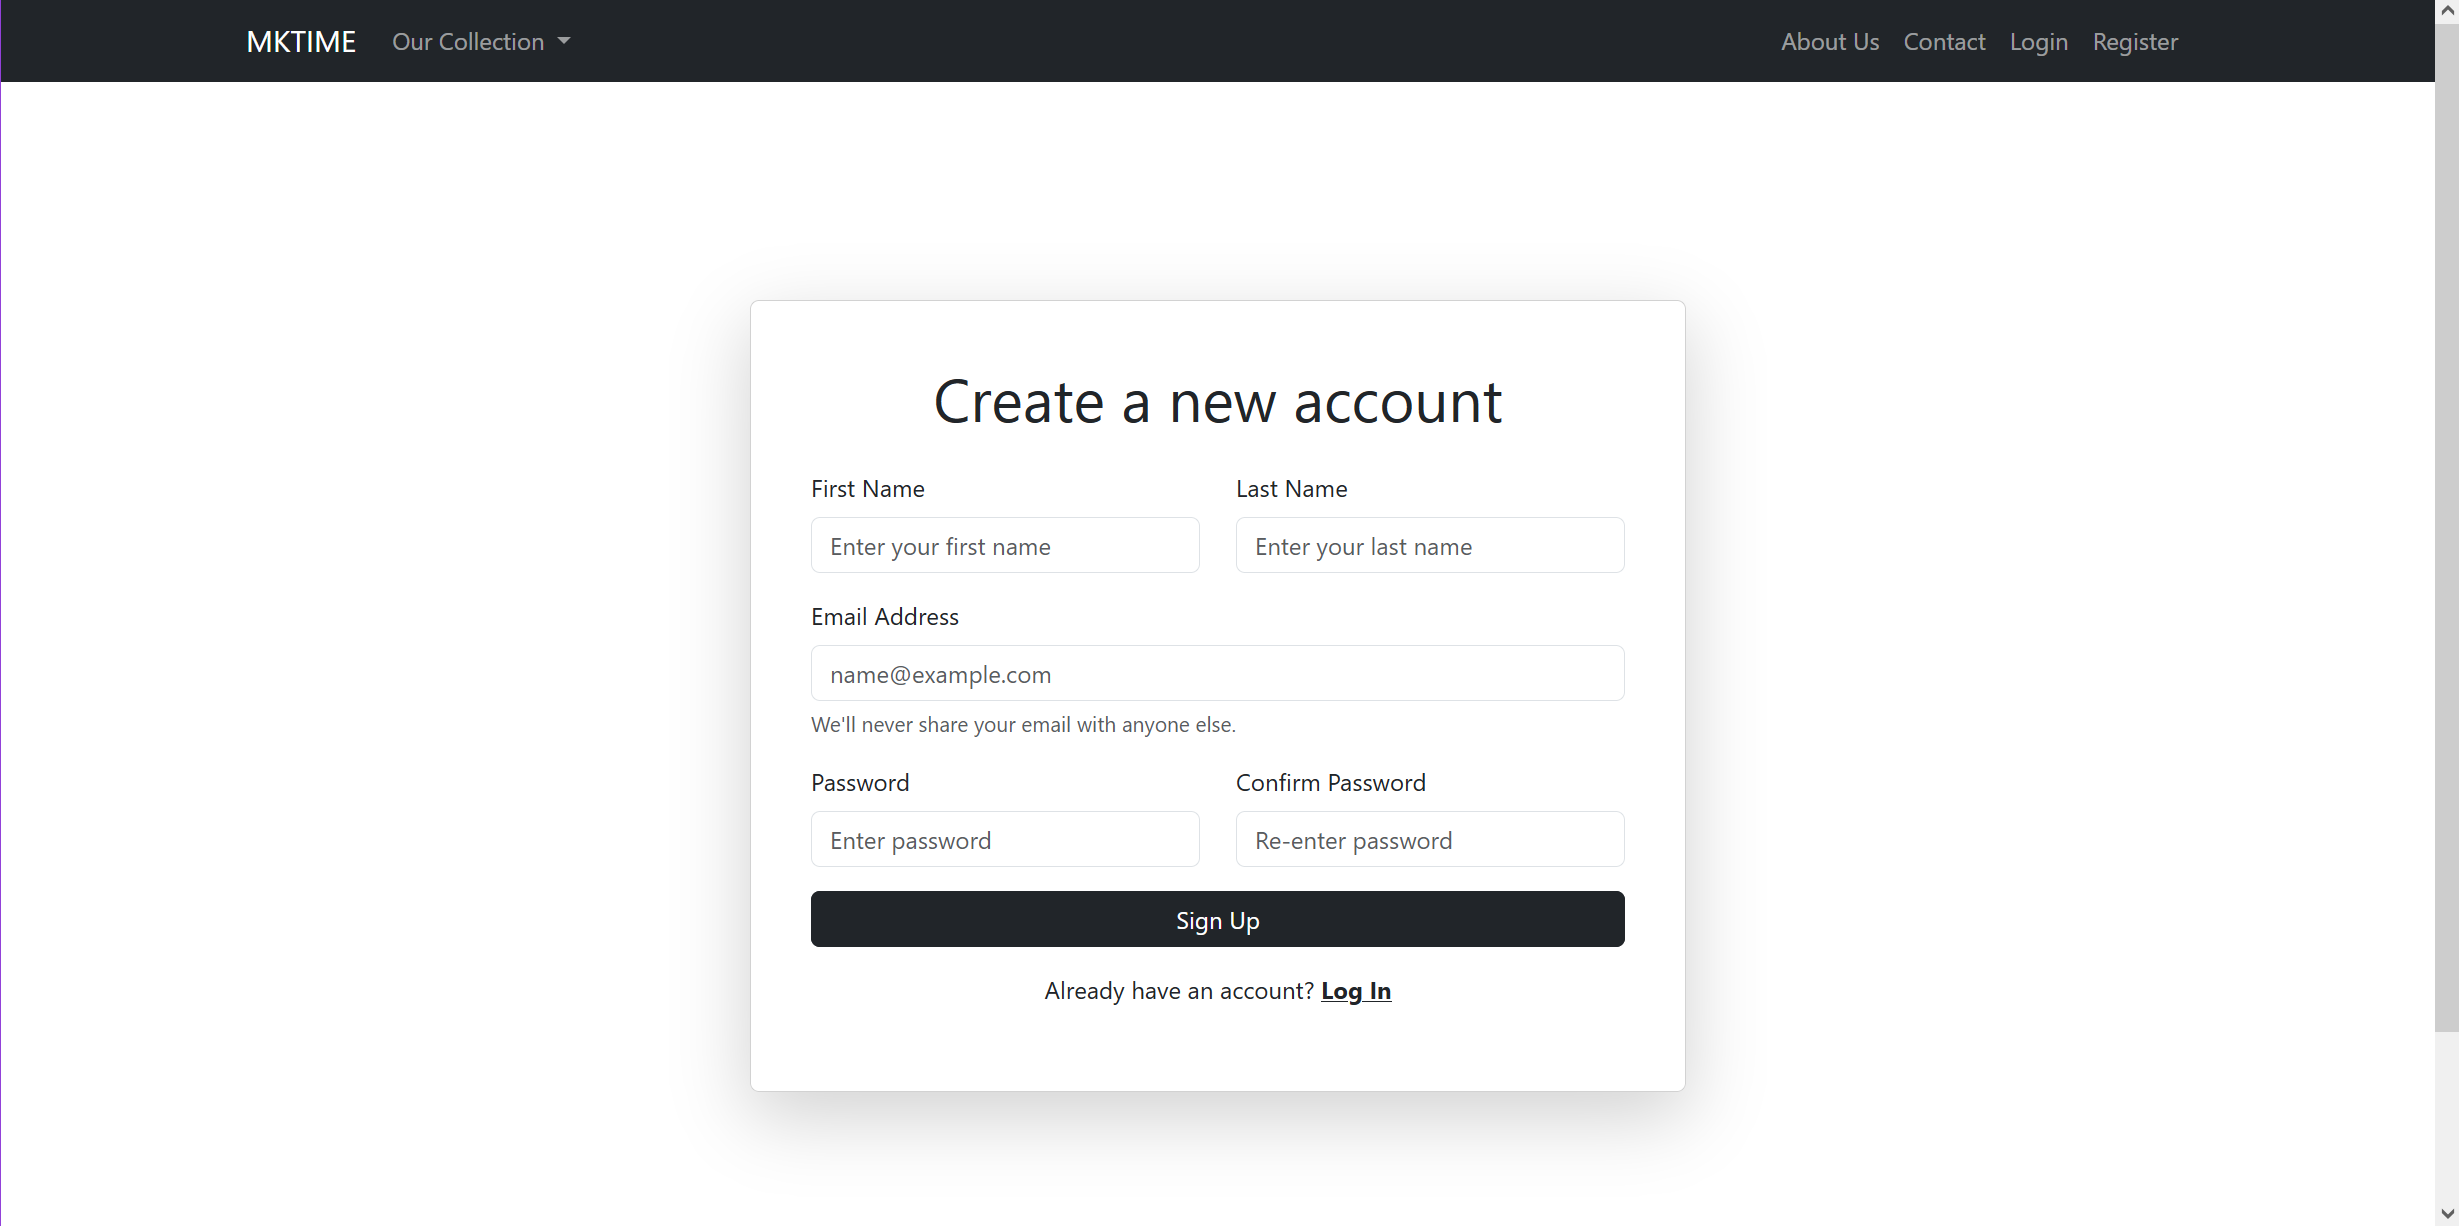 MKTIME Our Collection About Us Contact Login Register
Create a new account
First Name Last Name
Enter your first name Enter your last name
Email Address
name@example.com
We'll never share your email with anyone else.
Password Confirm Password
Enter password Re-enter password
Sign Up
Already have an account? Log In